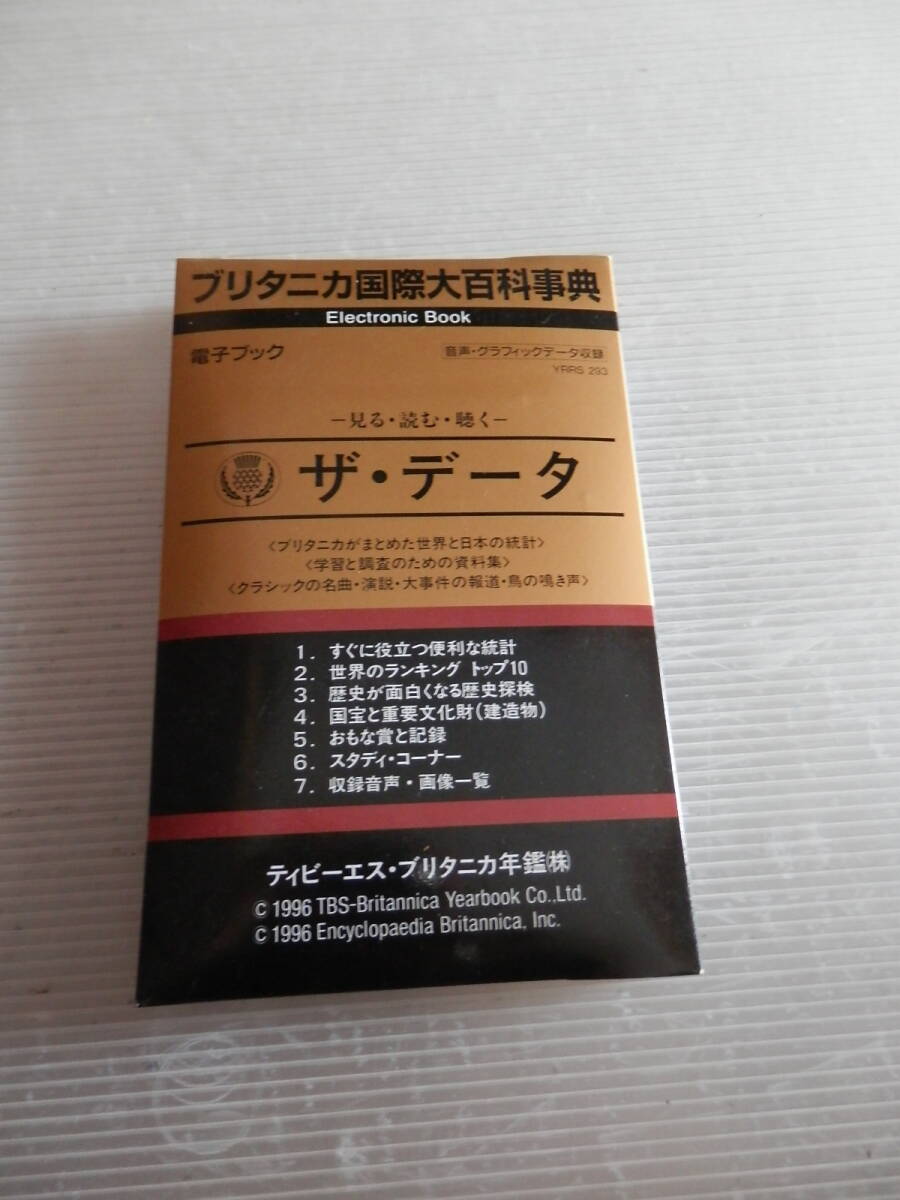 ブリタニカ国際大百科事典
Electronic Book
電子ブック
音声・グラフィックデータ収録
YRRS 293
－見る・読む・聴く－
ザ・データ
〈ブリタニカがまとめた世界と日本の統計〉
〈学習と調査のための資料集〉
〈クラシックの名曲・演説・大事件の報道・鳥の鳴き声〉
1. すぐに役立つ便利な統計
2. 世界のランキング トップ10
3. 歴史が面白くなる歴史探検
4. 国宝と重要文化財(建造物)
5. おもな賞と記録
6. スタディ・コーナー
7. 収録音声・画像一覧
ティビーエス・ブリタニカ年鑑㈱
© 1996 TBS-Britannica Yearbook Co.,Ltd.
© 1996 Encyclopaedia Britannica, Inc.